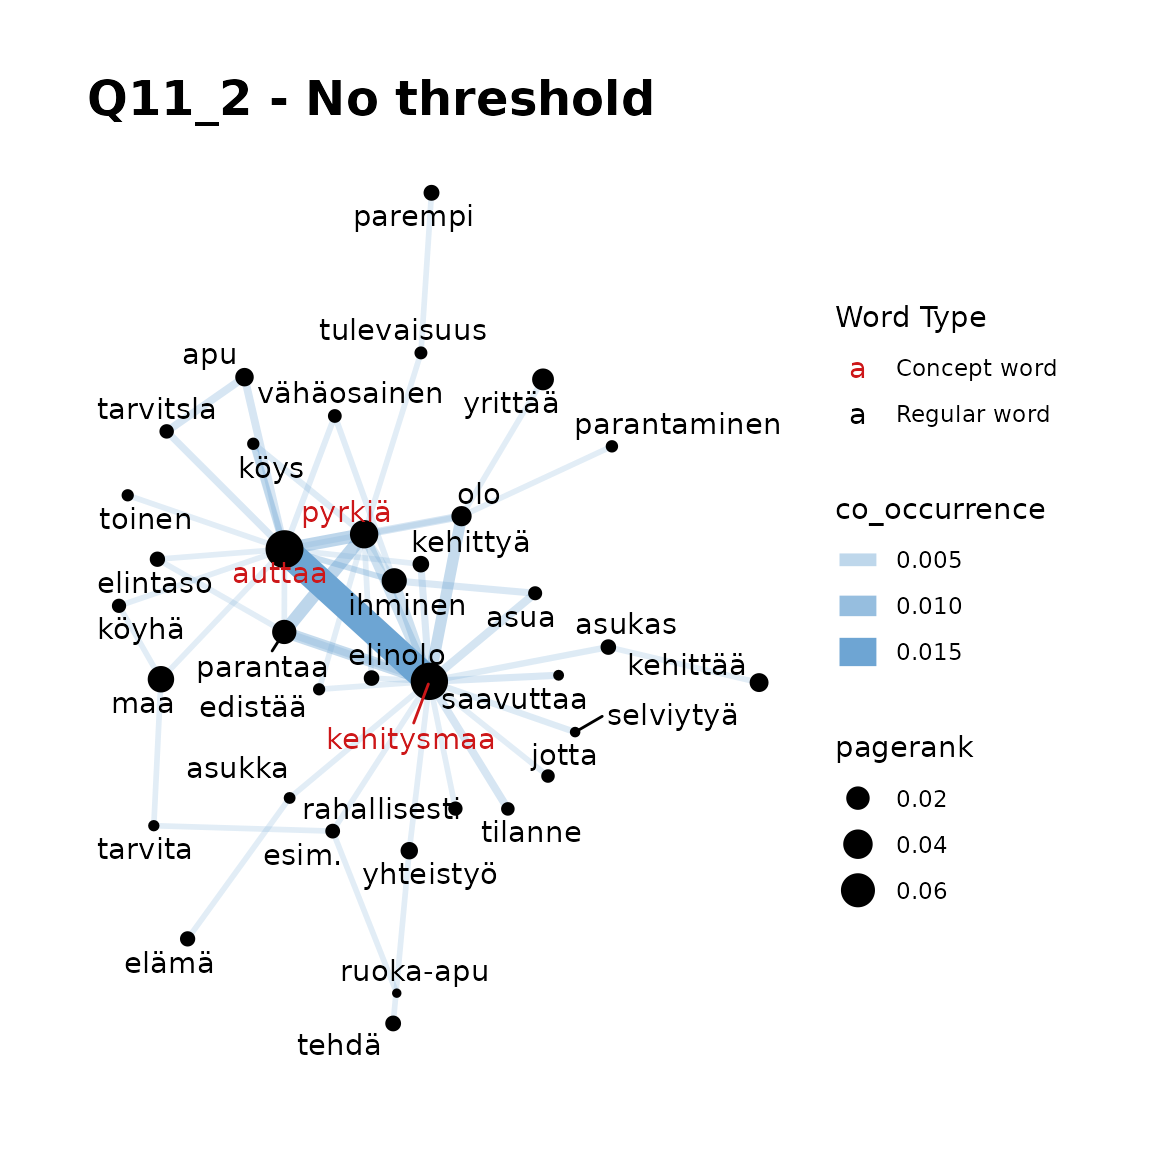 Q11_2 - No threshold
parempi
tulevaisuus
apu
vähäosainen
yrittää
tarvitsla
parantaminen
köys
olo
pyrkiä
toinen
kehittyä
auttaa
elintaso
ihminen
asua
köyhä
asukas
elinolo
kehittää
parantaa
maa
edistää
saavuttaa
selviytyä
kehitysmaa
jotta
asukka
rahallisesti
tilanne
tarvita
esim.
yhteistyö
elämä
ruoka-apu
tehdä
Word Type
a Concept word
a Regular word
co_occurrence
0.005
0.010
0.015
pagerank
0.02
0.04
0.06